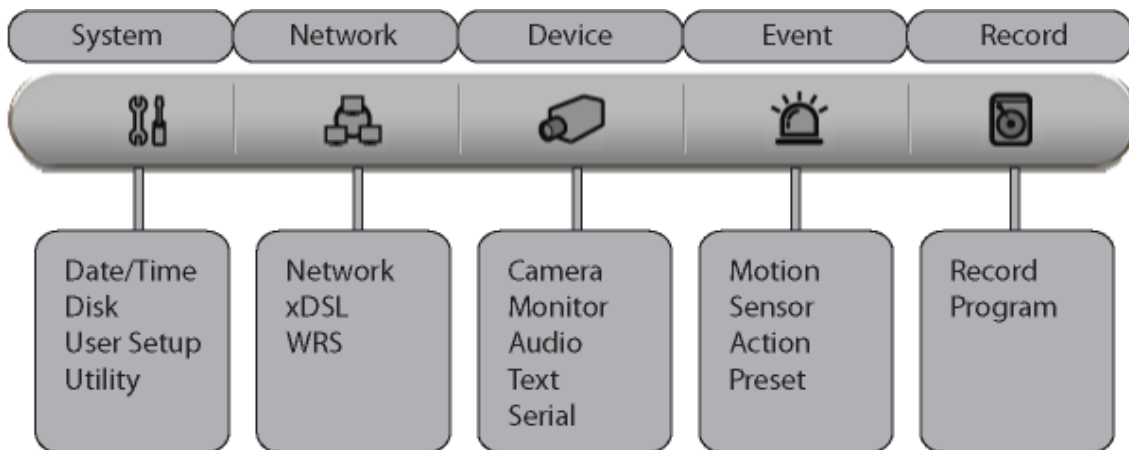 System
Network
Device
Event
Record
Date/Time
Disk
User Setup
Utility
Network
xDSL
WRS
Camera
Monitor
Audio
Text
Serial
Motion
Sensor
Action
Preset
Record
Program